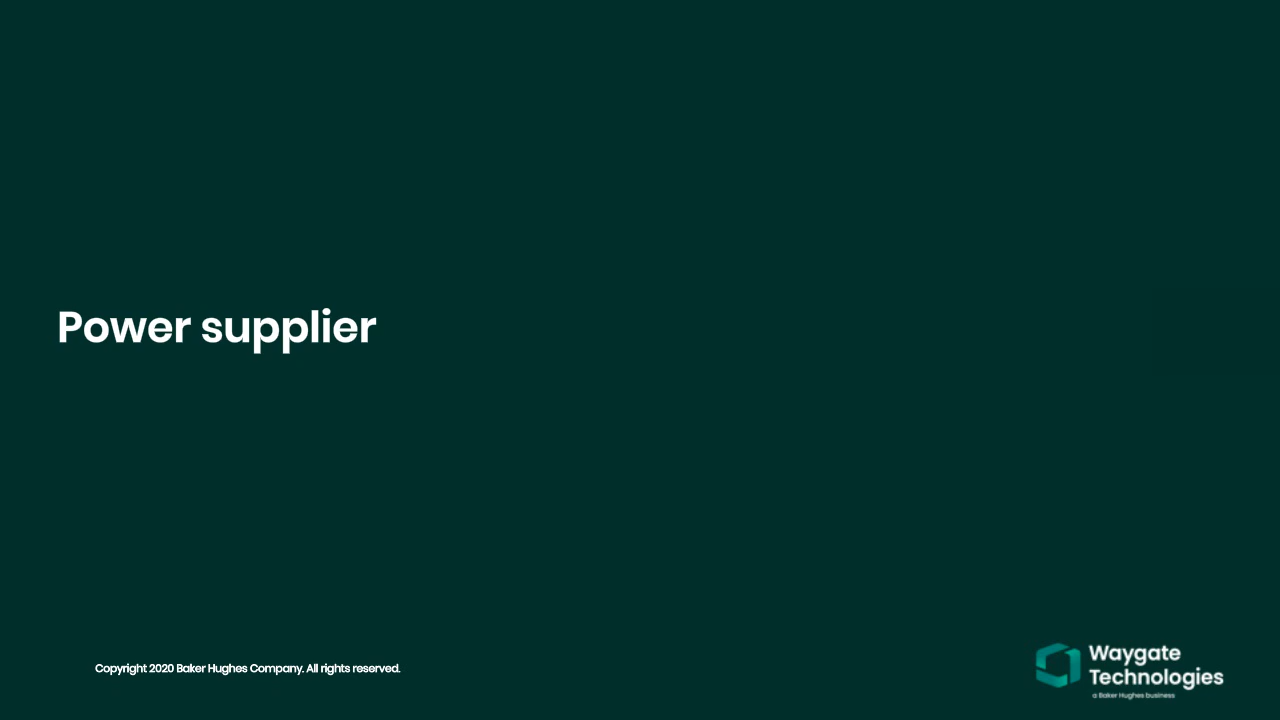 Power supplier
Copyright 2020 Baker Hughes Company. All rights reserved.
Waygate
Technologies
a Baker Hughes business